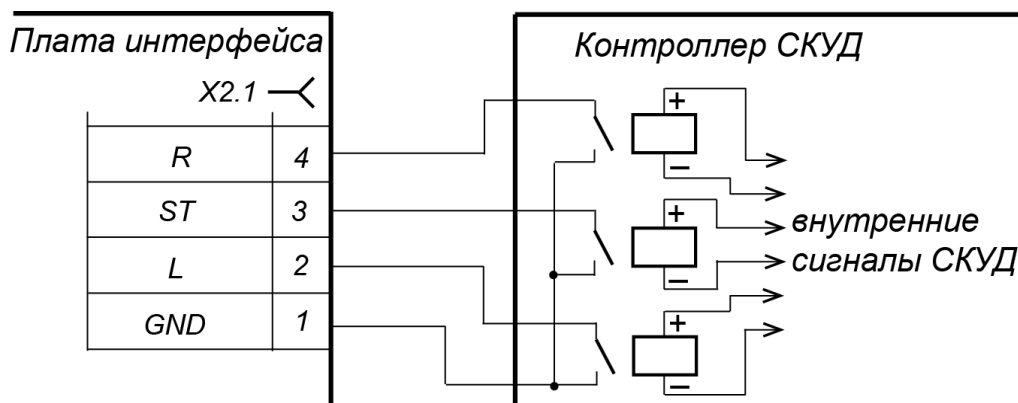 Плата интерфейса
Контроллер СКУД
X2.1
R 4
ST 3
L 2
GND 1
+
−
+
−
+
−
внутренние
сигналы СКУД